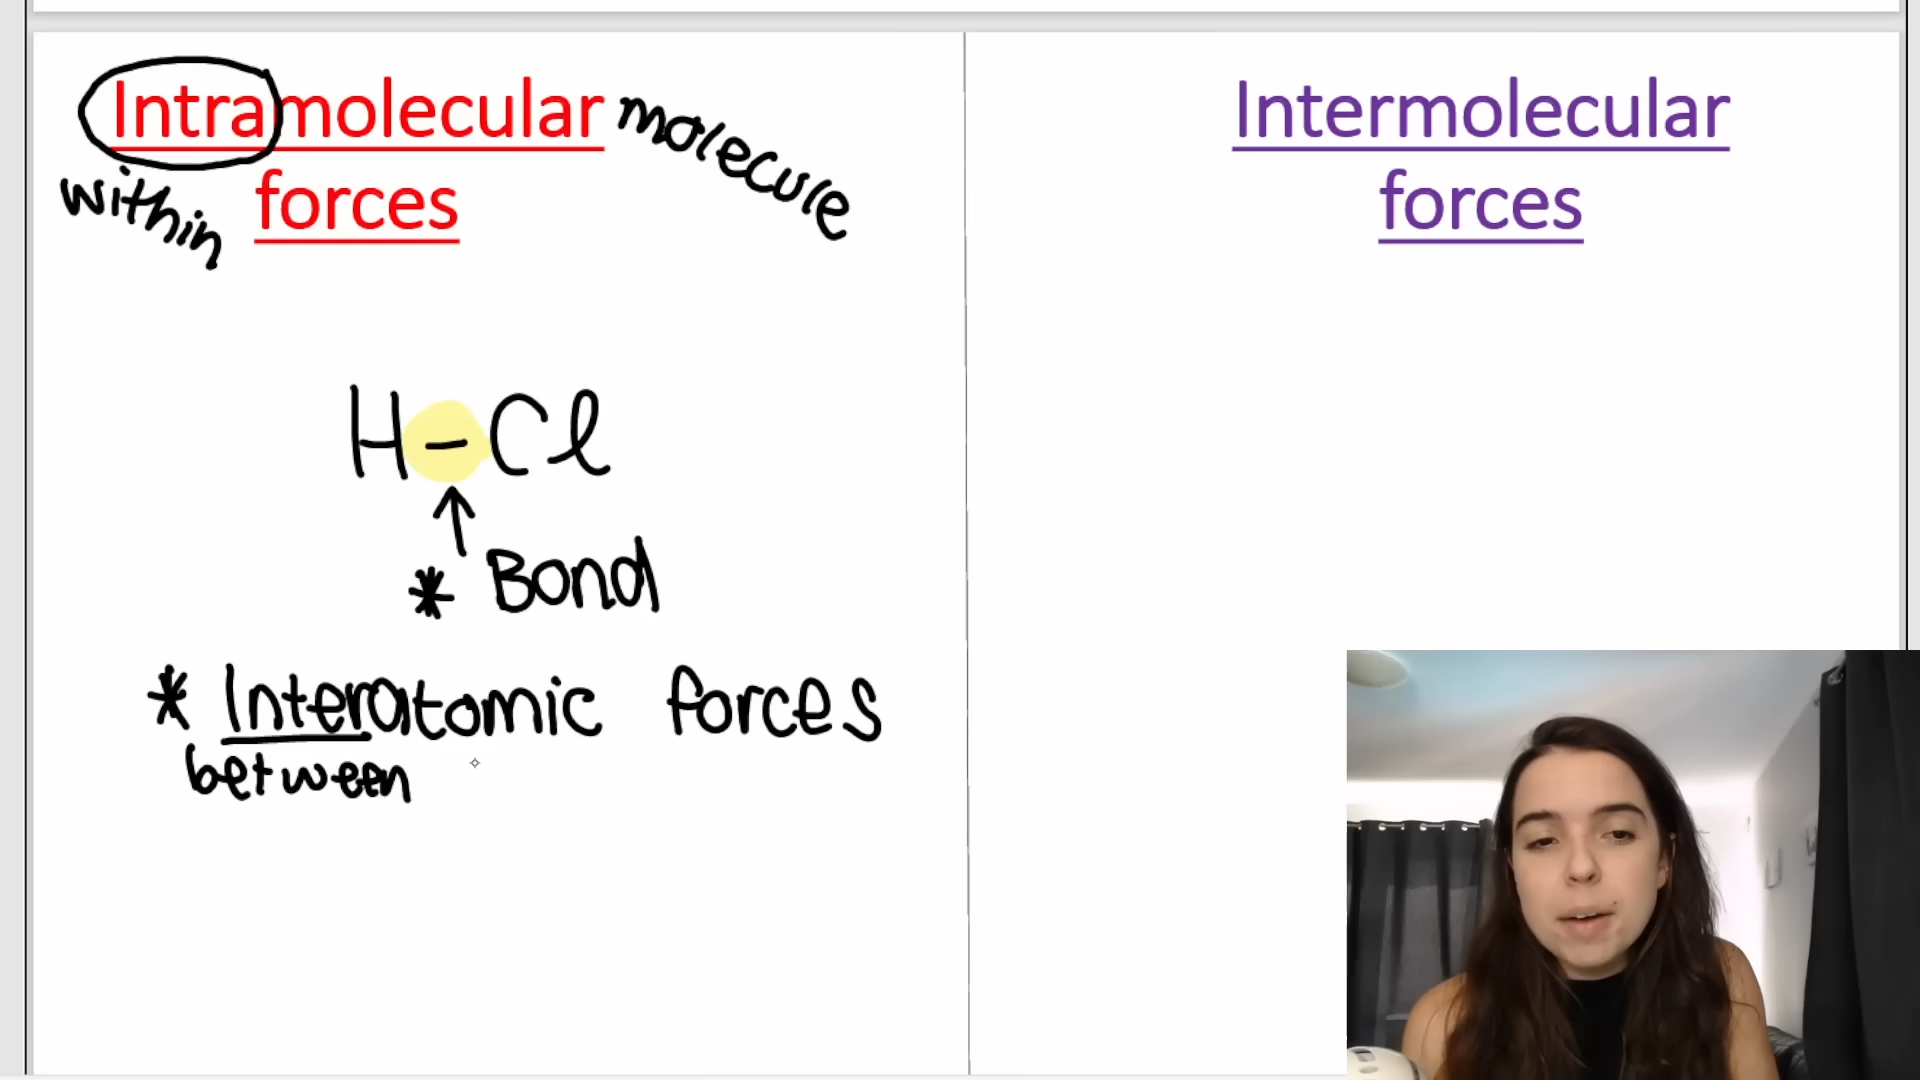 Intramolecular molecule
within forces
H - Cl
↑
* Bond
* Interatomic forces
between
Intermolecular
forces